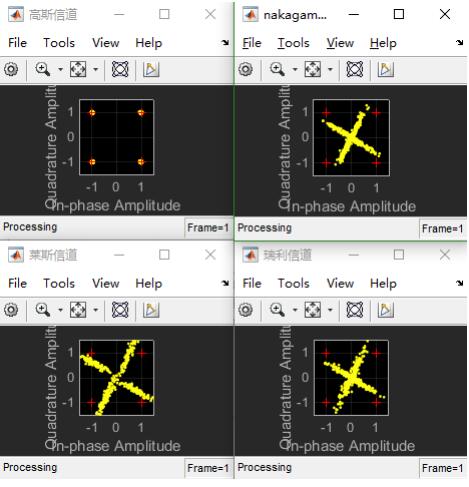 高斯信道
File Tools View Help
Quadrature Amplitu
1
0
-1
-1 0 1
In-phase Amplitude
Processing Frame=1
nakagam...
File Tools View Help
Quadrature Amplitu
1
0
-1
-1 0 1
In-phase Amplitude
Processing Frame=1
莱斯信道
File Tools View Help
Quadrature Amplitu
1
0
-1
-1 0 1
In-phase Amplitude
Processing Frame=1
瑞利信道
File Tools View Help
Quadrature Amplitu
1
0
-1
-1 0 1
In-phase Amplitude
Processing Frame=1